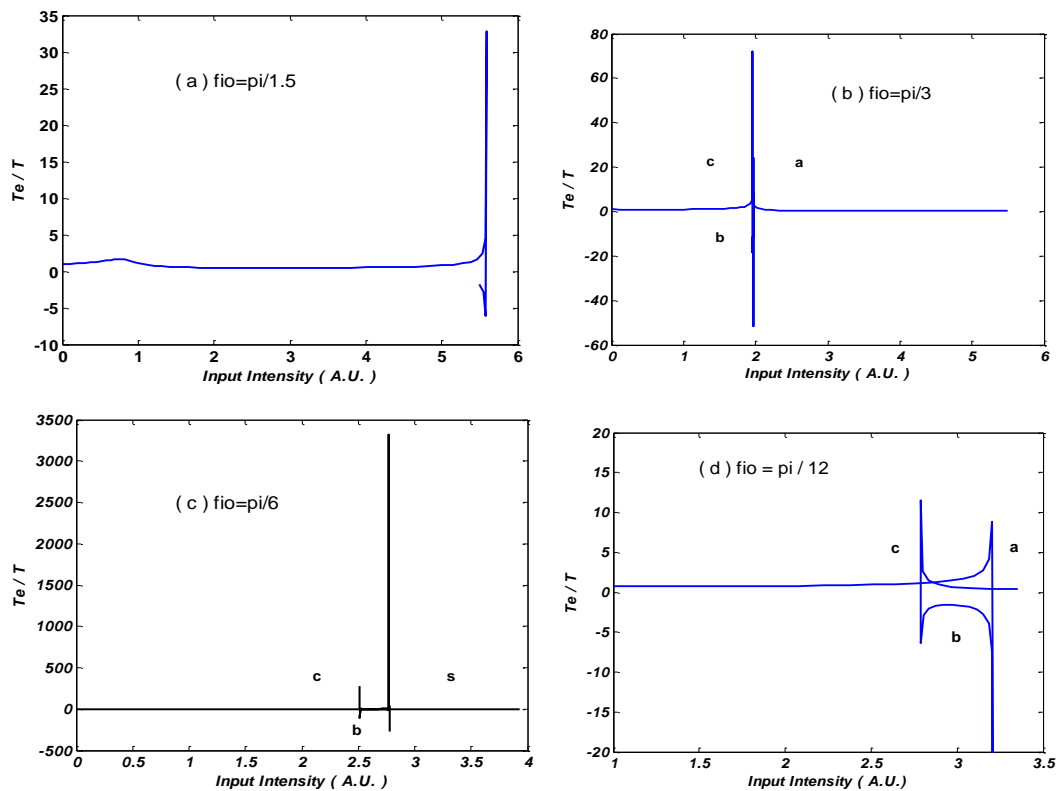 35
30
25
20
15
10
5
0
-5
-10
0 1 2 3 4 5 6
Te / T
Input Intensity ( A.U. )
( a ) fio=pi/1.5
80
60
40
20
0
-20
-40
-60
0 1 2 3 4 5 6
Te / T
Input Intensity ( A.U. )
( b ) fio=pi/3
c a
b
3500
3000
2500
2000
1500
1000
500
0
-500
0 0.5 1 1.5 2 2.5 3 3.5 4
Te / T
Input Intensity ( A.U. )
( c ) fio=pi/6
c s
b
20
15
10
5
0
-5
-10
-15
-20
1 1.5 2 2.5 3 3.5
Te / T
Input Intensity ( A.U. )
( d ) fio = pi / 12
c a
b